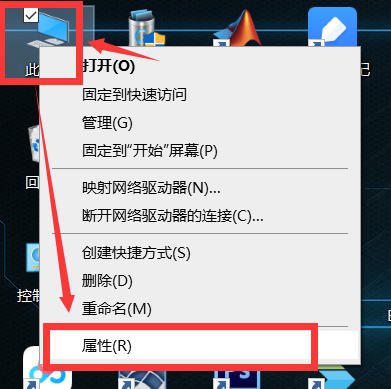 此
打开(O)
记
固定到快速访问
管理(G)
固定到“开始”屏幕(P)
回
映射网络驱动器(N)...
断开网络驱动器的连接(C)...
创建快捷方式(S)
删除(D)
控制
重命名(M)
属性(R)
PS